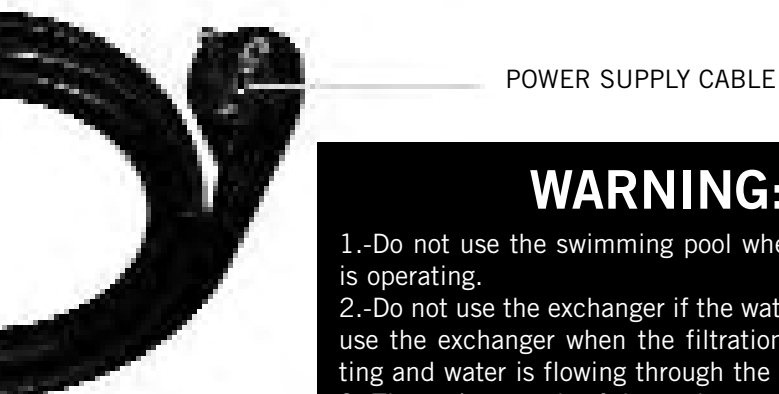 POWER SUPPLY CABLE
WARNING:
1.-Do not use the swimming pool whe
is operating.
2.-Do not use the exchanger if the wat
use the exchanger when the filtration
ting and water is flowing through the